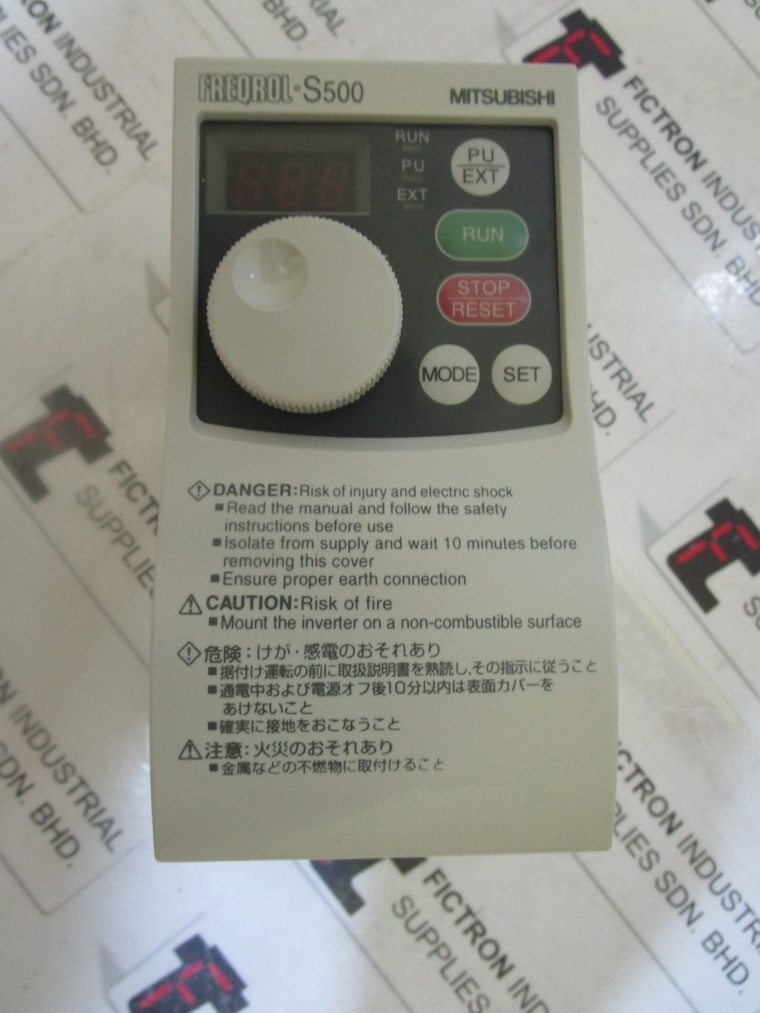 FREQROL-S500
MITSUBISHI
RUN
PU
EXT
PU
EXT
RUN
STOP
RESET
MODE
SET
DANGER:Risk of injury and electric shock
■Read the manual and follow the safety
instructions before use
■Isolate from supply and wait 10 minutes before
removing this cover
■Ensure proper earth connection
CAUTION:Risk of fire
■Mount the inverter on a non-combustible surface
危険:けが・感電のおそれあり
■据付け運転の前に取扱説明書を熟読し,その指示に従うこと
■通電中および電源オフ後10分以内は表面カバーを
あけないこと
■確実に接地をおこなうこと
注意:火災のおそれあり
■金属などの不燃物に取付けること
FICTRON INDUSTRIAL
SUPPLIES SDN. BHD.